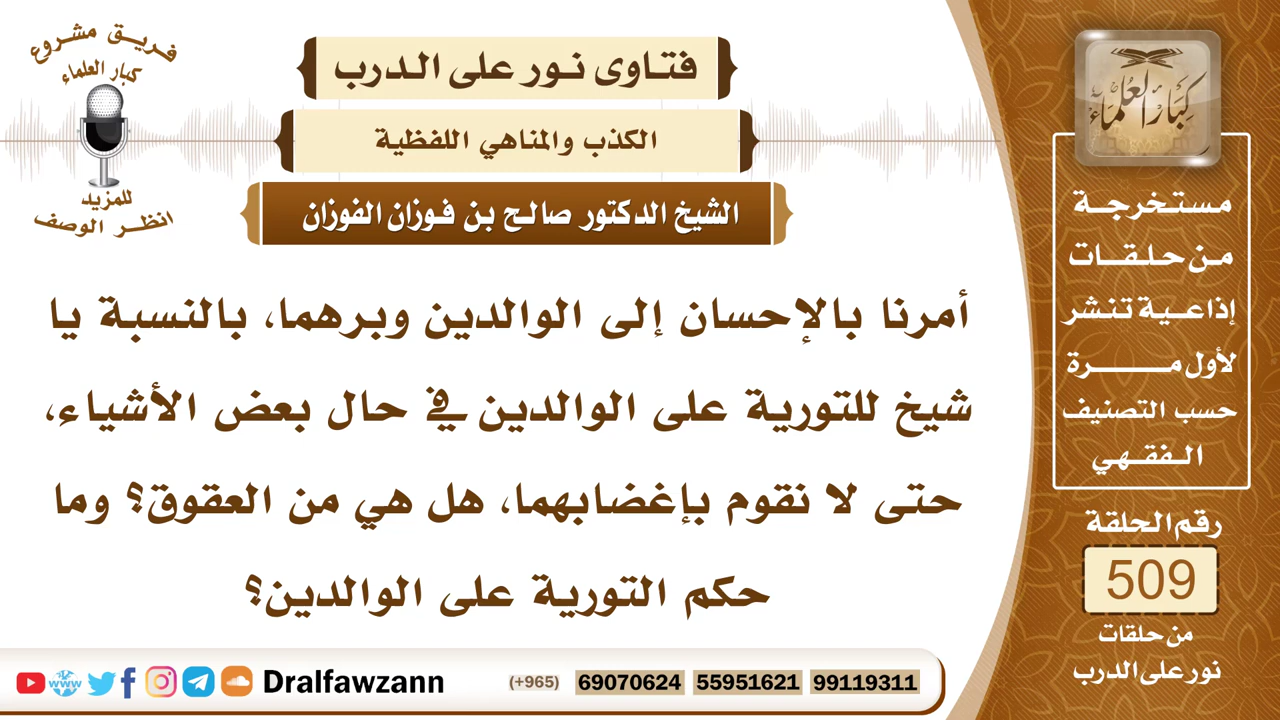 فريق مشروع
كبار العلماء
للمزيد
انظر الوصف
فتاوى نور على الدرب
الكذب والمناهي اللفظية
الشيخ الدكتور صالح بن فوزان الفوزان
أمرنا بالإحسان إلى الوالدين وبرهما، بالنسبة يا
شيخ للتورية على الوالدين في حال بعض الأشياء،
حتى لا نقوم بإغضابهما، هل هي من العقوق؟ وما
حكم التورية على الوالدين؟
كبار العلماء
مستخرجة
من حلقات
إذاعية تنشر
لأول مرة
حسب التصنيف
الفقهي
رقم الحلقة
509
من حلقات
نور على الدرب
www Dralfawzann (+965) 69070624 55951621 99119311